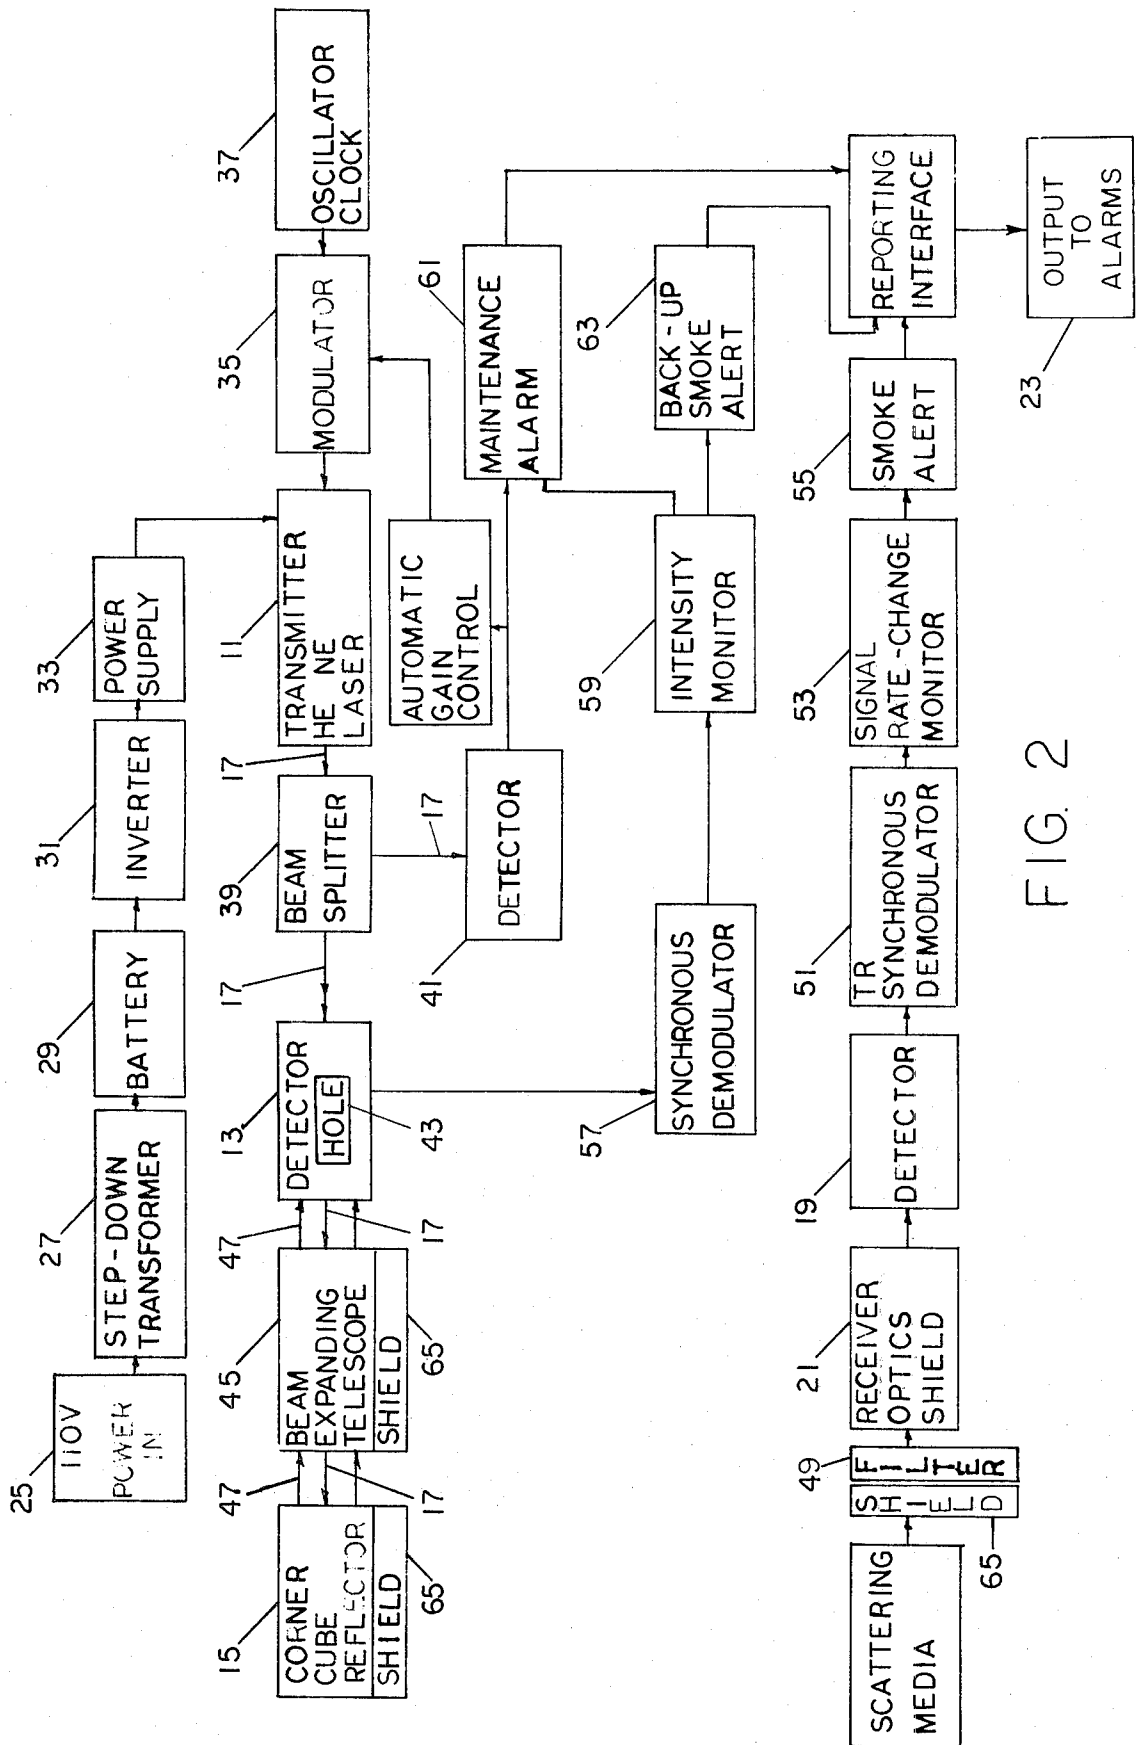 25
110V
POWER
IN
27
STEP-DOWN
TRANSFORMER
29
BATTERY
31
INVERTER
33
POWER
SUPPLY
15
CORNER
CUBE
REFLECTOR
SHIELD
65
47
17
45
BEAM
EXPANDING
TELESCOPE
SHIELD
65
47
17
13
DETECTOR
HOLE
43
17
39
BEAM
SPLITTER
17
11
TRANSMITTER
HE NE
LASER
35
MODULATOR
37
OSCILLATOR
CLOCK
17
41
DETECTOR
AUTOMATIC
GAIN
CONTROL
61
MAINTENANCE
ALARM
57
SYNCHRONOUS
DEMODULATOR
59
INTENSITY
MONITOR
63
BACK-UP
SMOKE
ALERT
SCATTERING
MEDIA
SHIELD
65
49
FILTER
21
RECEIVER
OPTICS
SHIELD
19
DETECTOR
51
TR
SYNCHRONOUS
DEMODULATOR
53
SIGNAL
RATE-CHANGE
MONITOR
55
SMOKE
ALERT
REPORTING
INTERFACE
OUTPUT
TO
ALARMS
23
FIG. 2